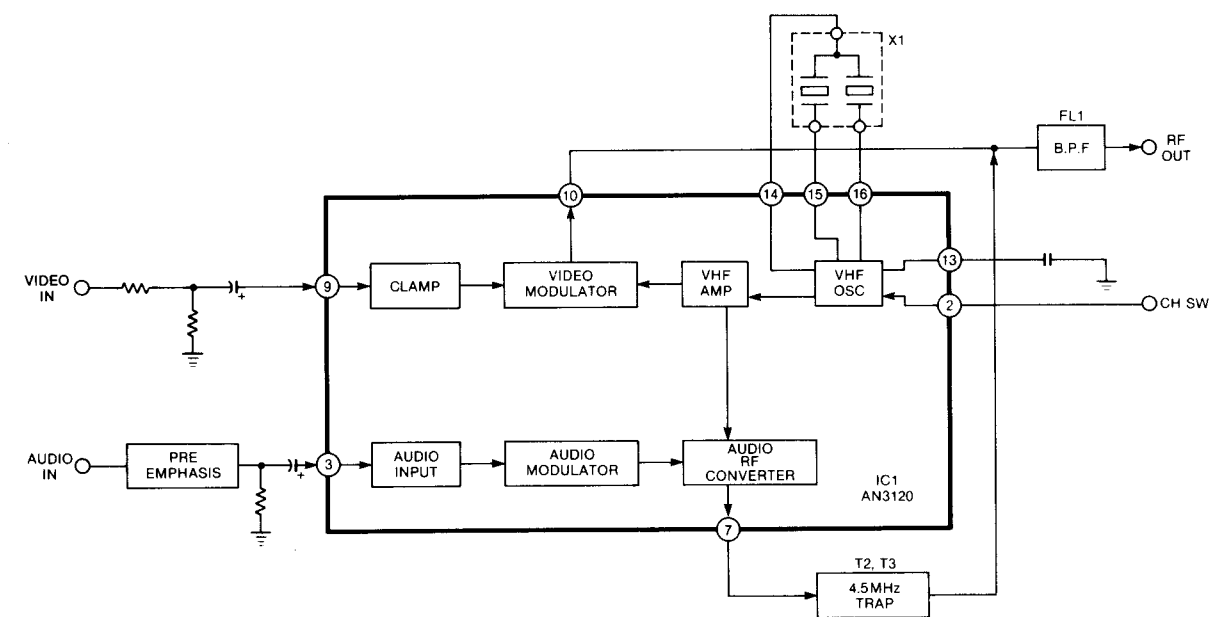 X1
FL1
B.P.F
RF
OUT
10
14
15
16
VIDEO
IN
9
CLAMP
VIDEO
MODULATOR
VHF
AMP
VHF
OSC
13
2
CH SW
AUDIO
IN
PRE
EMPHASIS
3
AUDIO
INPUT
AUDIO
MODULATOR
AUDIO
RF
CONVERTER
IC1
AN3120
7
T2, T3
4.5MHz
TRAP
+
+